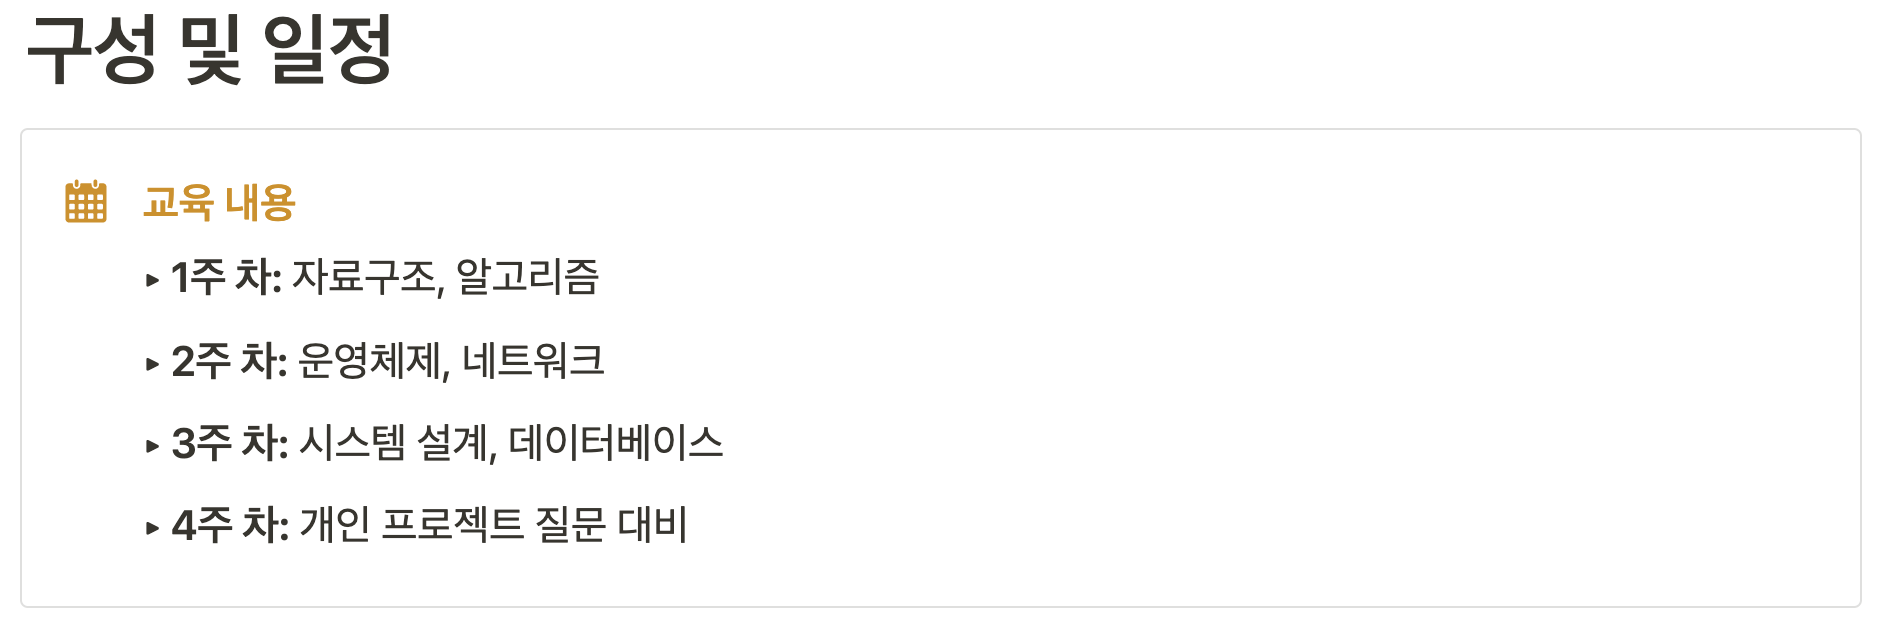 구성 및 일정
교육 내용
1주 차: 자료구조, 알고리즘
2주 차: 운영체제, 네트워크
3주 차: 시스템 설계, 데이터베이스
4주 차: 개인 프로젝트 질문 대비